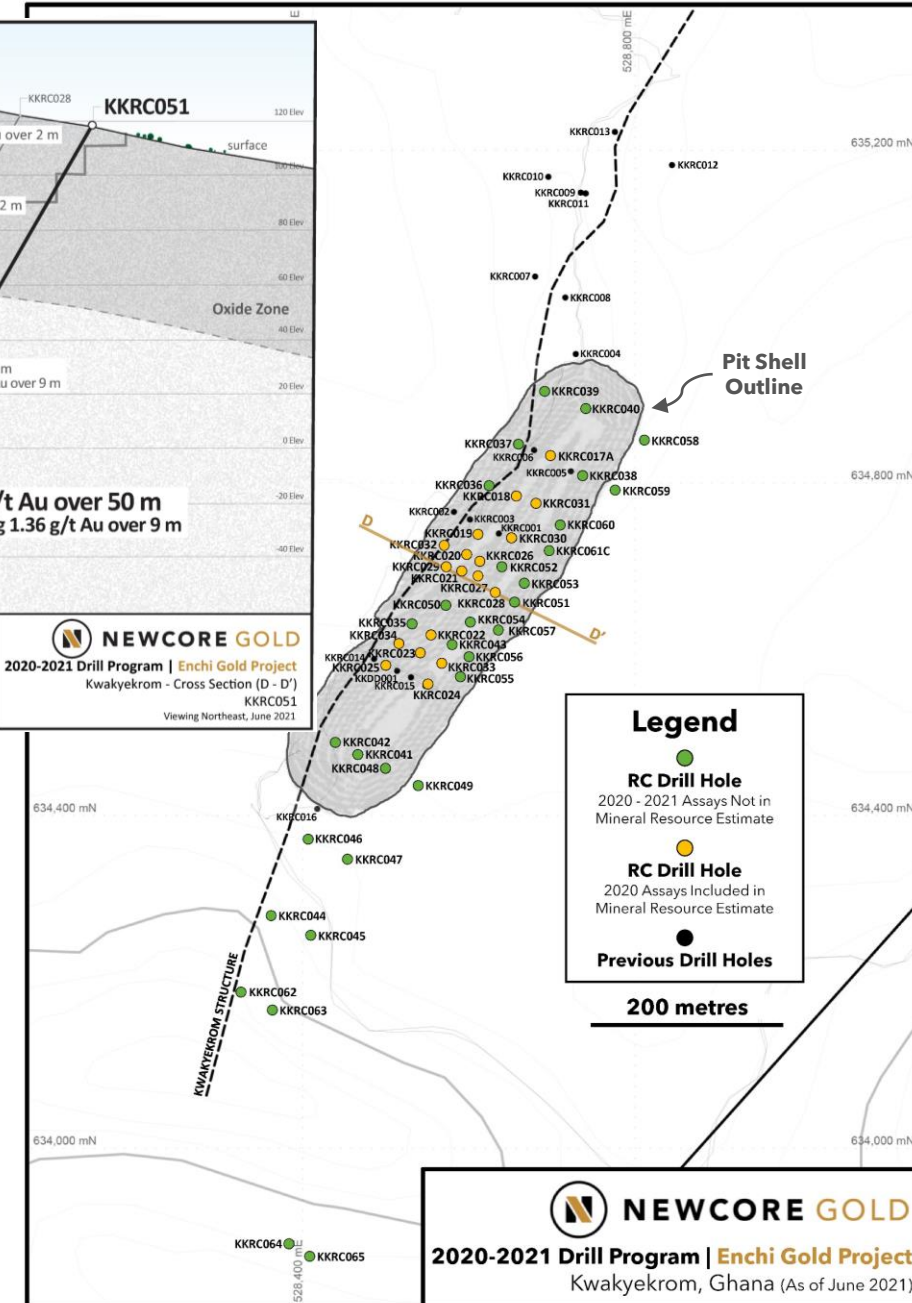 KKRC028
KKRC051
120 Elev
over 2 m
surface
100 Elev
2 m
80 Elev
60 Elev
Oxide Zone
40 Elev
m
u over 9 m
20 Elev
0 Elev
/t Au over 50 m
g 1.36 g/t Au over 9 m
-20 Elev
-40 Elev
NEWCORE GOLD
2020-2021 Drill Program | Enchi Gold Project
Kwakyekrom - Cross Section (D - D')
KKRC051
Viewing Northeast, June 2021
E
528,800 mE
635,200 mN
KKRC013
KKRC012
KKRC010
KKRC009
KKRC011
KKRC007
KKRC008
KKRC004
Pit Shell
Outline
KKRC039
KKRC040
KKRC037
KKRC058
KKRC006
KKRC017A
KKRC005
KKRC038
634,800 mN
KKRC036
KKRC059
KKRC018
KKRC031
KKRC002
KKRC003
D
KKRC060
KKRC019
KKRC001
KKRC030
KKRC032
KKRC061C
KKRC020
KKRC026
KKRC029
KKRC052
KKRC021
KKRC053
KKRC027
KKRC050
KKRC028
KKRC051
KKRC035
KKRC054
KKRC057
D'
KKRC034
KKRC022
KKRC043
KKRC014
KKRC023
KKRC056
KKRC025
KKRC033
KKDD001
KKRC015
KKRC055
KKRC024
KKRC042
KKRC041
KKRC048
KKRC049
634,400 mN
634,400 mN
KKRC016
KKRC046
KKRC047
KKRC044
KKRC045
KWAKYEKROM STRUCTURE
KKRC062
KKRC063
Legend
RC Drill Hole
2020 - 2021 Assays Not in
Mineral Resource Estimate
RC Drill Hole
2020 Assays Included in
Mineral Resource Estimate
Previous Drill Holes
200 metres
634,000 mN
634,000 mN
KKRC064
KKRC065
528,400 mE
NEWCORE GOLD
2020-2021 Drill Program | Enchi Gold Project
Kwakyekrom, Ghana (As of June 2021)